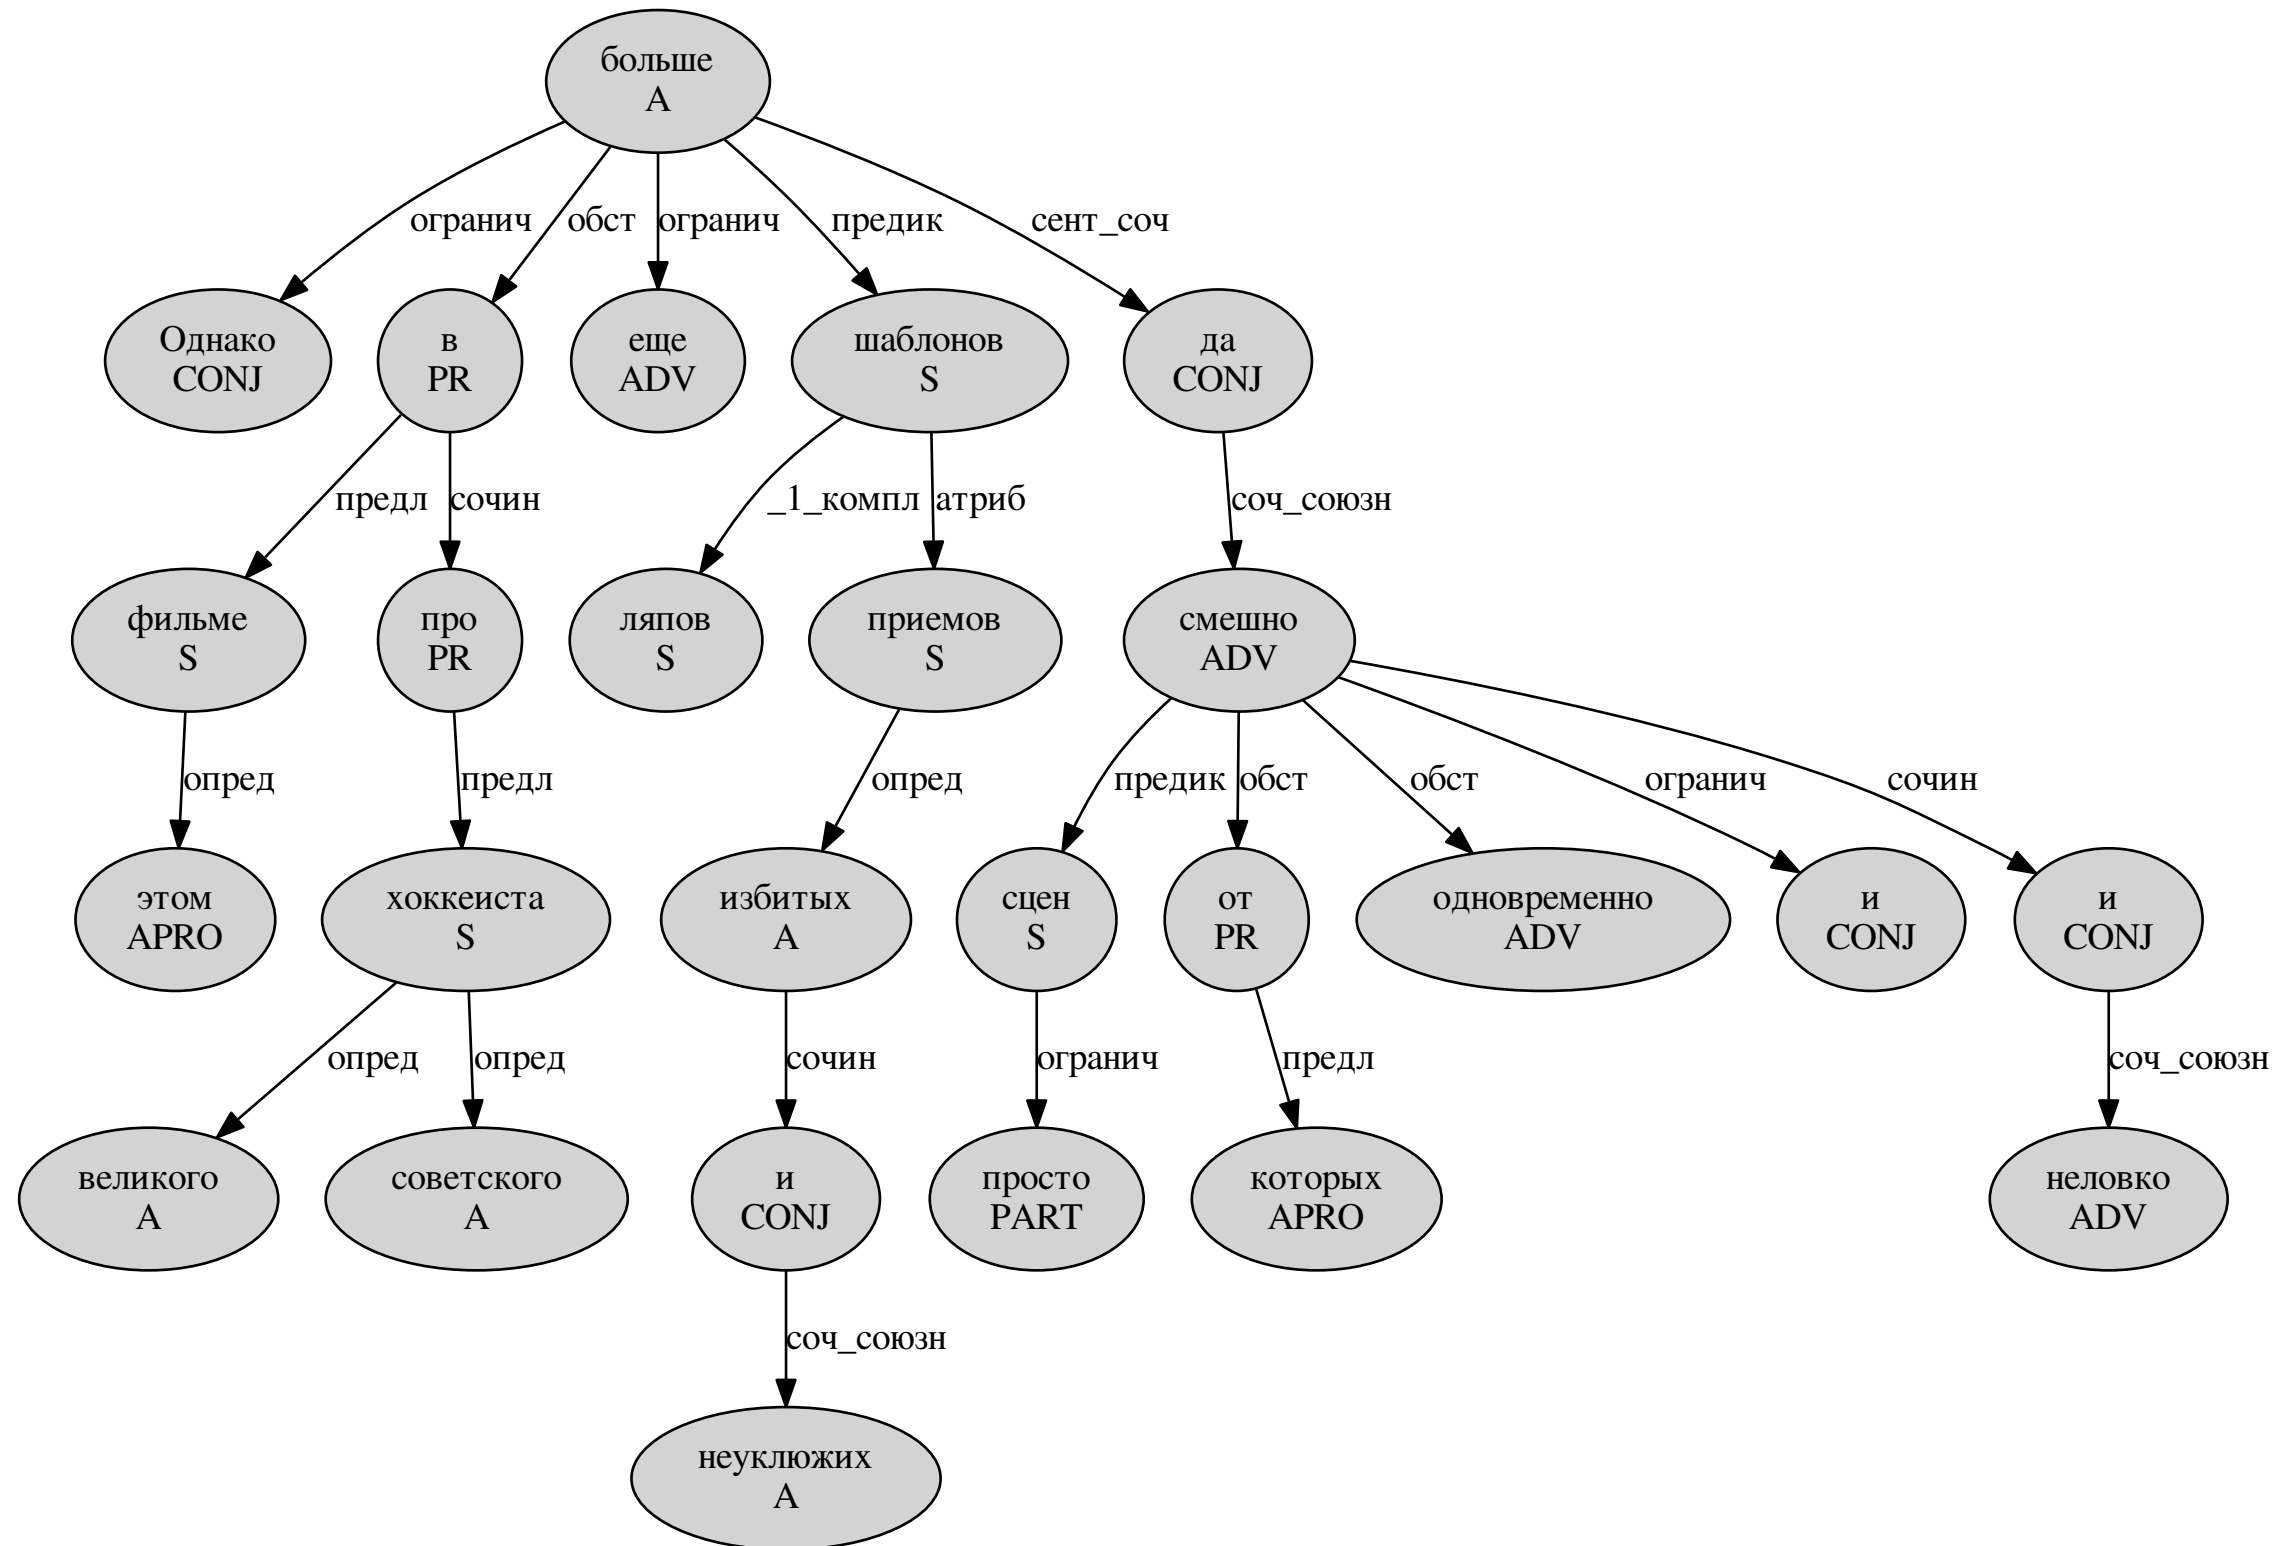 больше
A
огранич
обст
огранич
предик
сент_соч
Однако
CONJ
в
PR
еще
ADV
шаблонов
S
да
CONJ
предл
сочин
_1_компл
атриб
соч_союзн
фильме
S
про
PR
ляпов
S
приемов
S
смешно
ADV
опред
предл
опред
предик
обст
обст
огранич
сочин
этом
APRO
хоккеиста
S
избитых
A
сцен
S
от
PR
одновременно
ADV
и
CONJ
и
CONJ
опред
опред
сочин
огранич
предл
соч_союзн
великого
A
советского
A
и
CONJ
просто
PART
которых
APRO
неловко
ADV
соч_союзн
неуклюжих
A